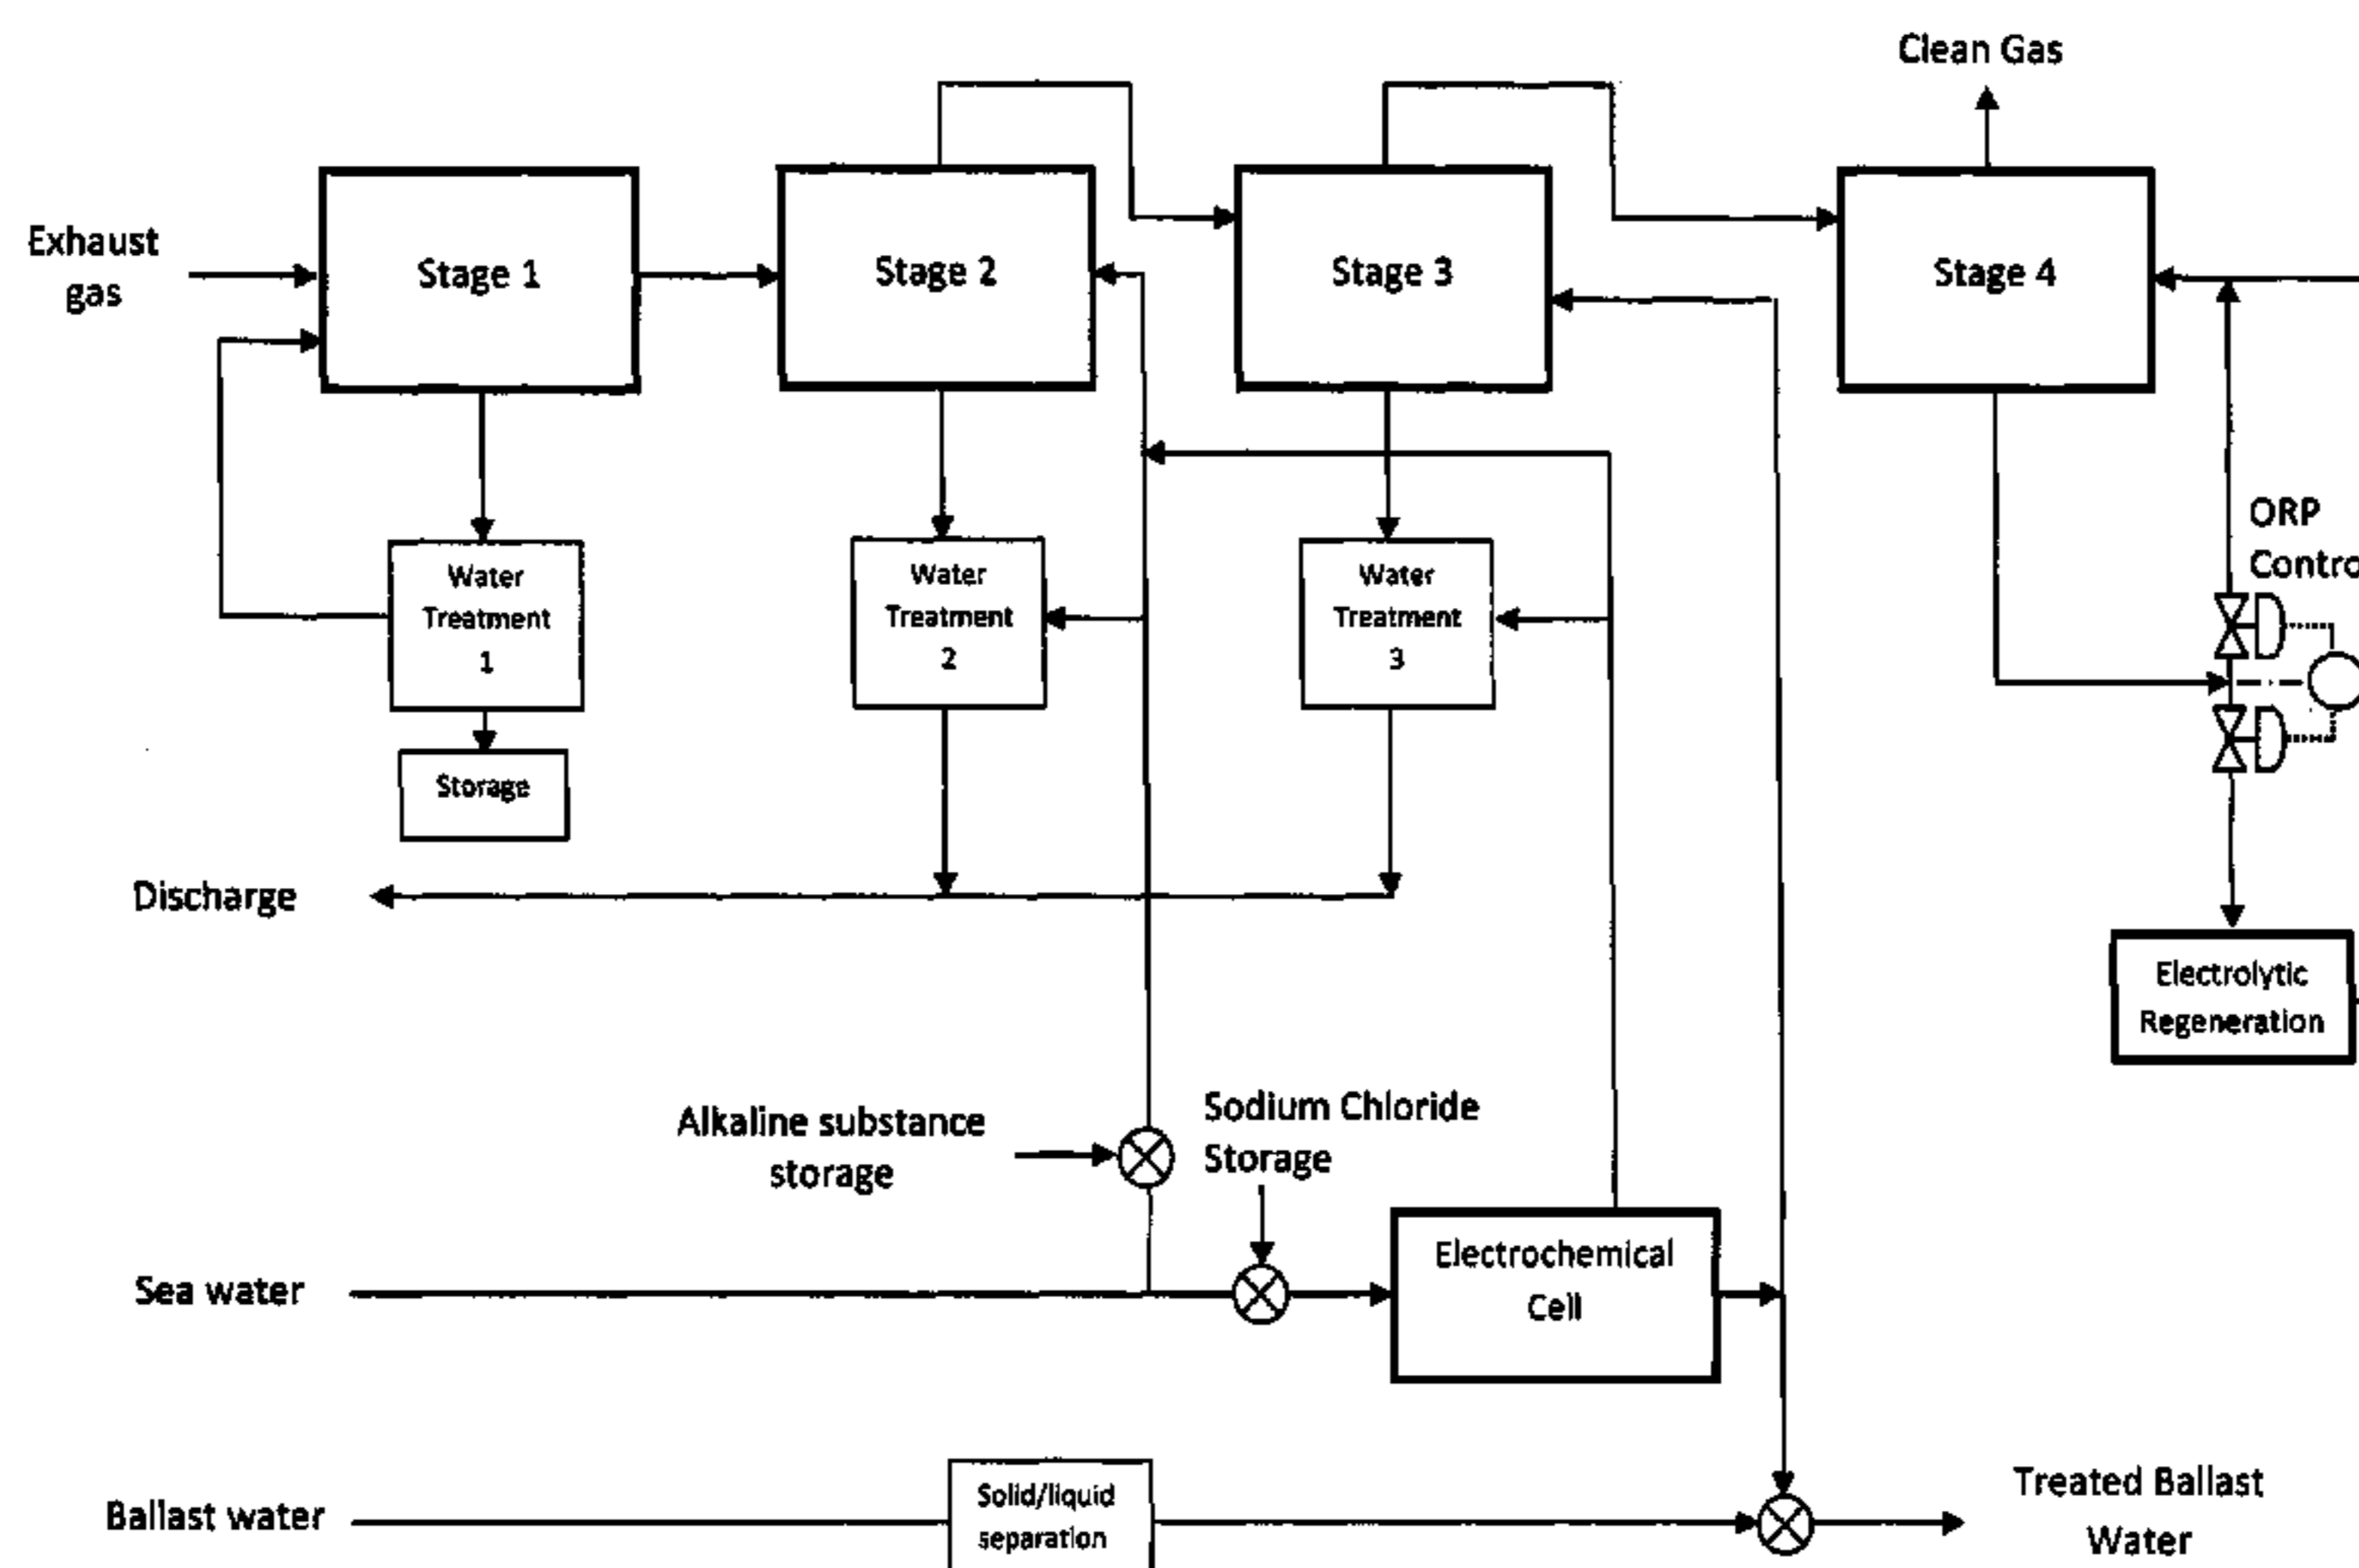 Clean Gas
Exhaust
gas
Stage 1
Stage 2
Stage 3
Stage 4
ORP
Contro
Water
Treatment
1
Water
Treatment
2
Water
Treatment
3
Storage
Discharge
Electrolytic
Regeneration
Alkaline substance
storage
Sodium Chloride
Storage
Sea water
Electrochemical
Cell
Ballast water
Solid/liquid
separation
Treated Ballast
Water